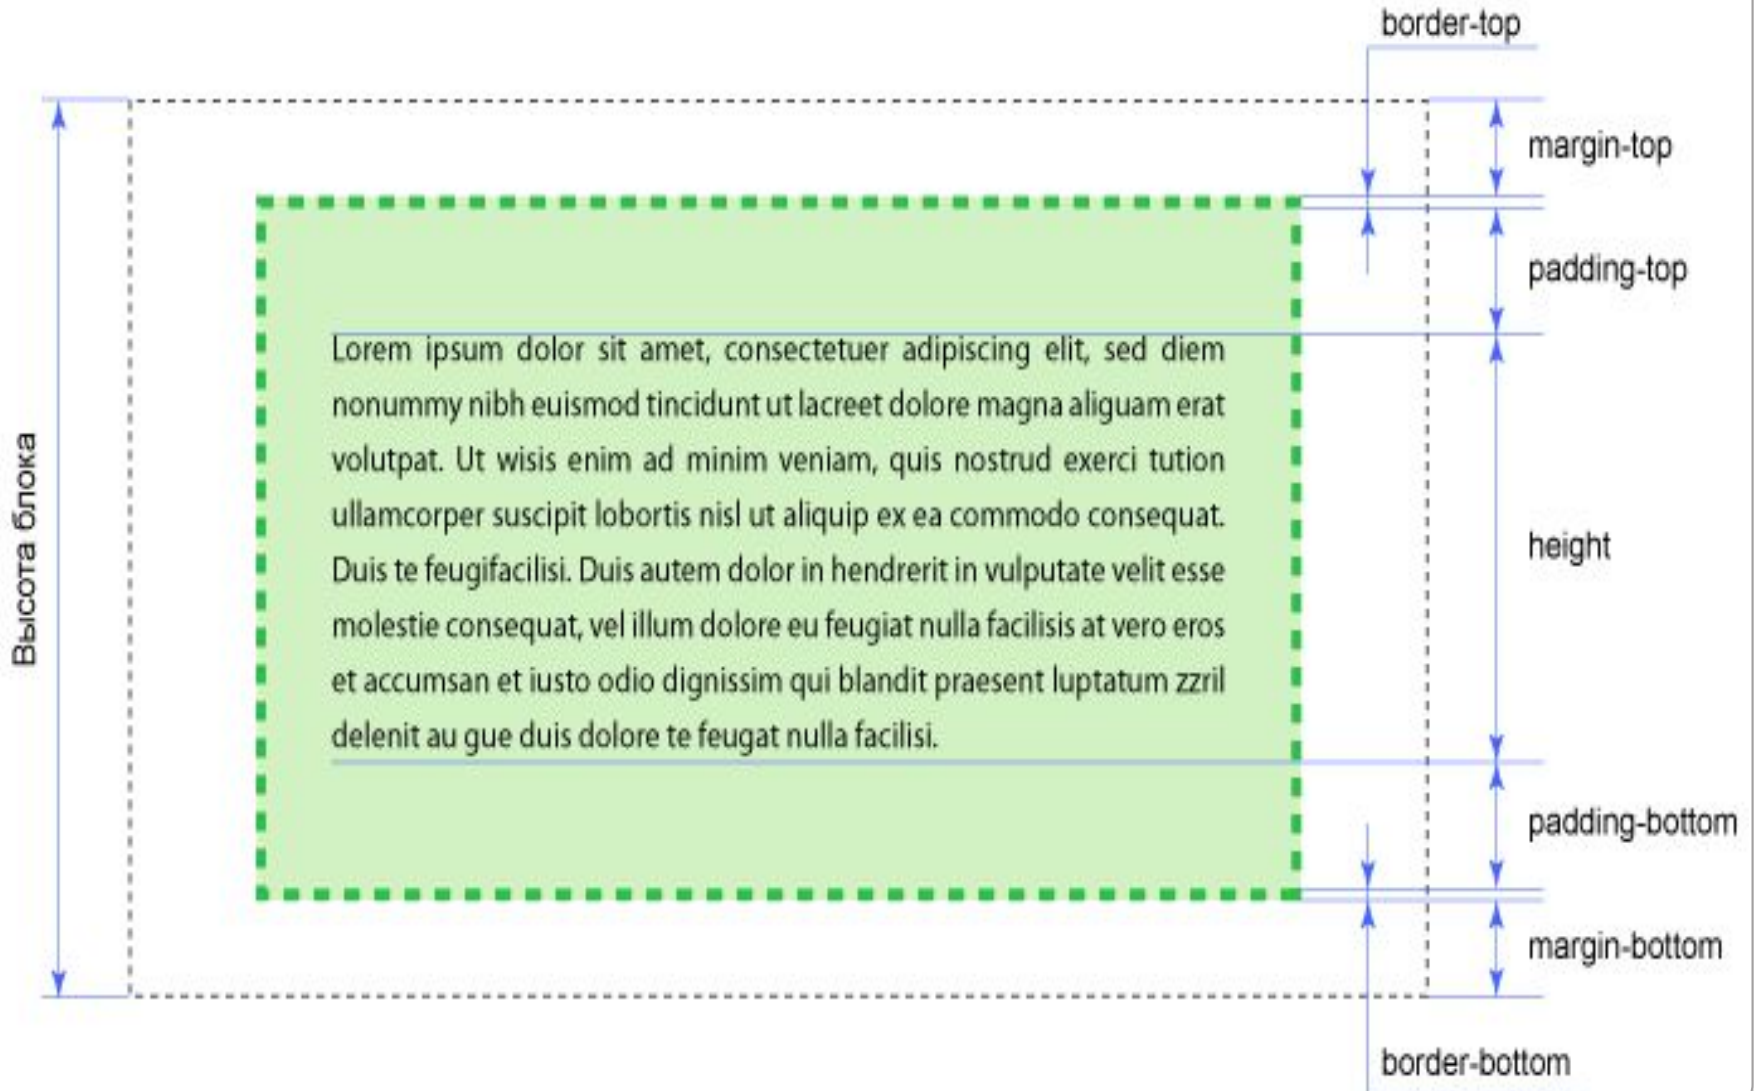 border-top
margin-top
padding-top
Lorem ipsum dolor sit amet, consectetuer adipiscing elit, sed diem
nonummy nibh euismod tincidunt ut lacreet dolore magna aliguam erat
volutpat. Ut wisis enim ad minim veniam, quis nostrud exerci tution
ullamcorper suscipit lobortis nisl ut aliquip ex ea commodo consequat.
Duis te feugifacilisi. Duis autem dolor in hendrerit in vulputate velit esse
molestie consequat, vel illum dolore eu feugiat nulla facilisis at vero eros
et accumsan et iusto odio dignissim qui blandit praesent luptatum zzril
delenit au gue duis dolore te feugat nulla facilisi.
Высота блока
height
padding-bottom
margin-bottom
border-bottom